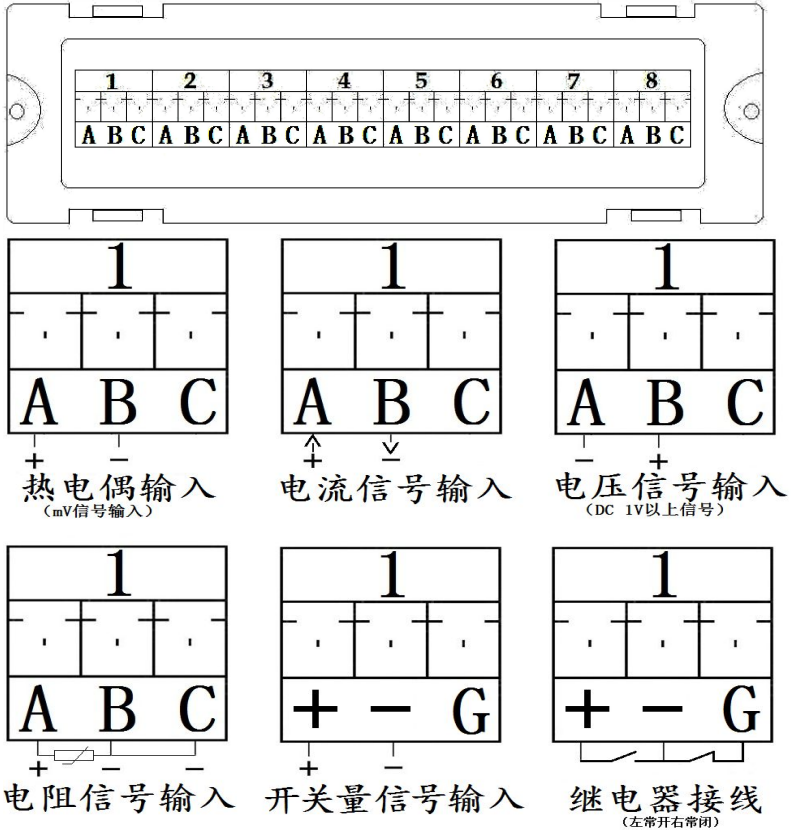 1 2 3 4 5 6 7 8
A B C A B C A B C A B C A B C A B C A B C A B C
1 1 1
A B C A B C A B C
+ − + − − +
热电偶输入 电流信号输入 电压信号输入
(mV信号输入) (DC 1V以上信号)
1 1 1
A B C + − G + − G
+ − − + −
电阻信号输入 开关量信号输入 继电器接线
(左常开右常闭)